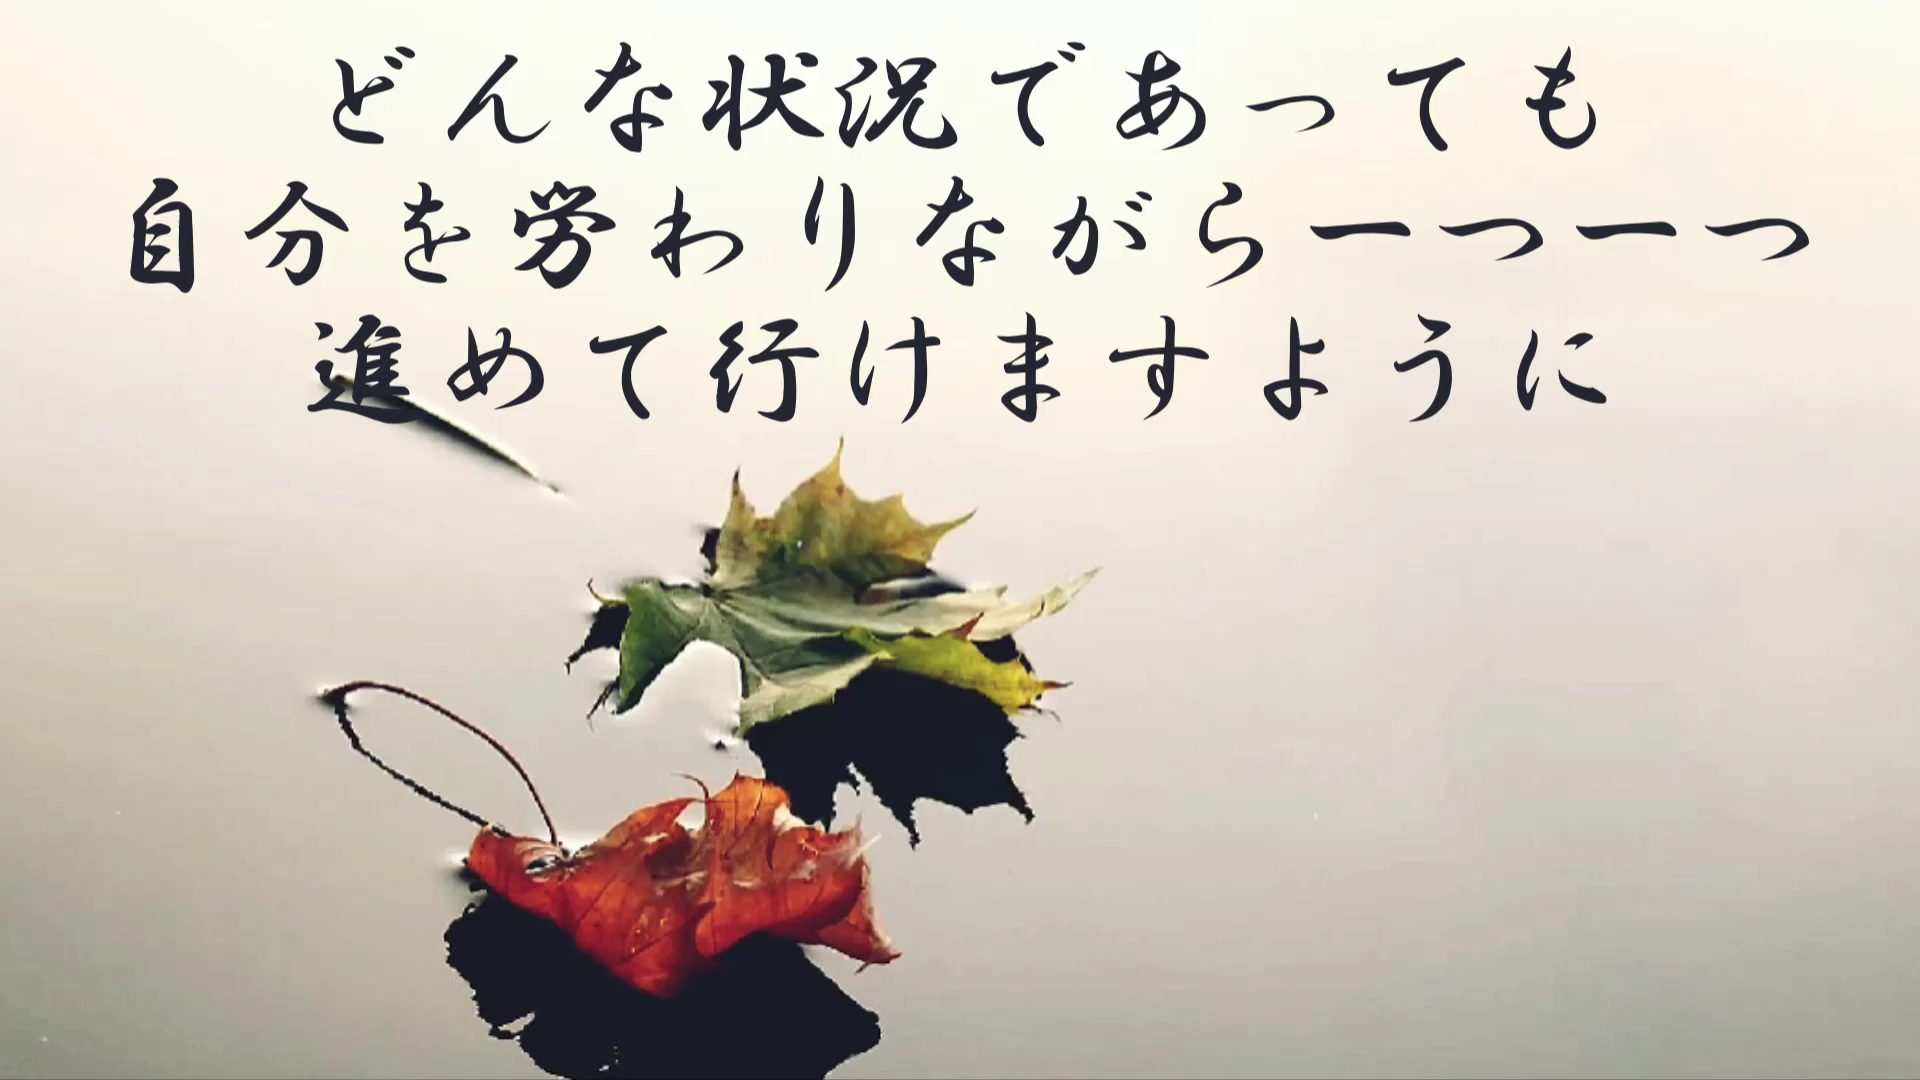 どんな状況であっても
自分を労わりながら一つ一つ
進めて行けますように